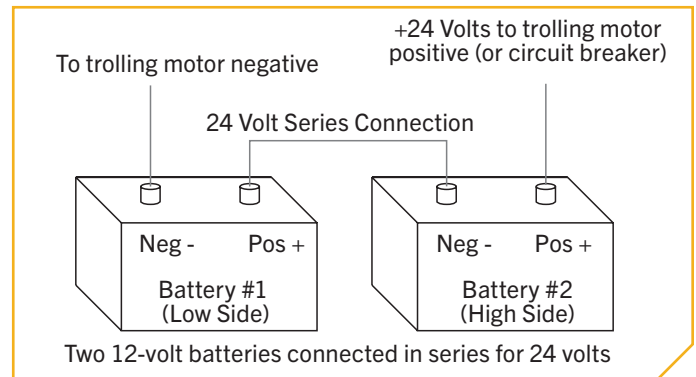 +24 Volts to trolling motor
positive (or circuit breaker)
To trolling motor negative
24 Volt Series Connection
Neg - Pos +
Battery #1
(Low Side)
Neg - Pos +
Battery #2
(High Side)
Two 12-volt batteries connected in series for 24 volts